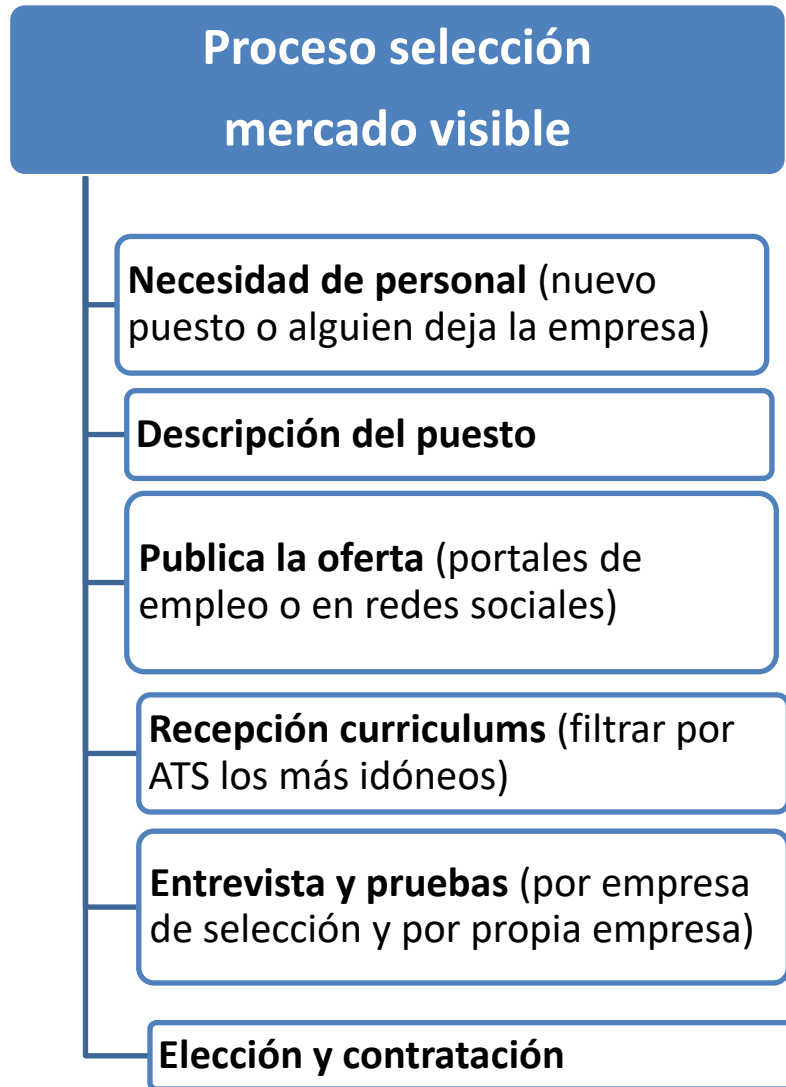 Proceso selección
mercado visible
Necesidad de personal (nuevo
puesto o alguien deja la empresa)
Descripción del puesto
Publica la oferta (portales de
empleo o en redes sociales)
Recepción curriculums (filtrar por
ATS los más idóneos)
Entrevista y pruebas (por empresa
de selección y por propia empresa)
Elección y contratación